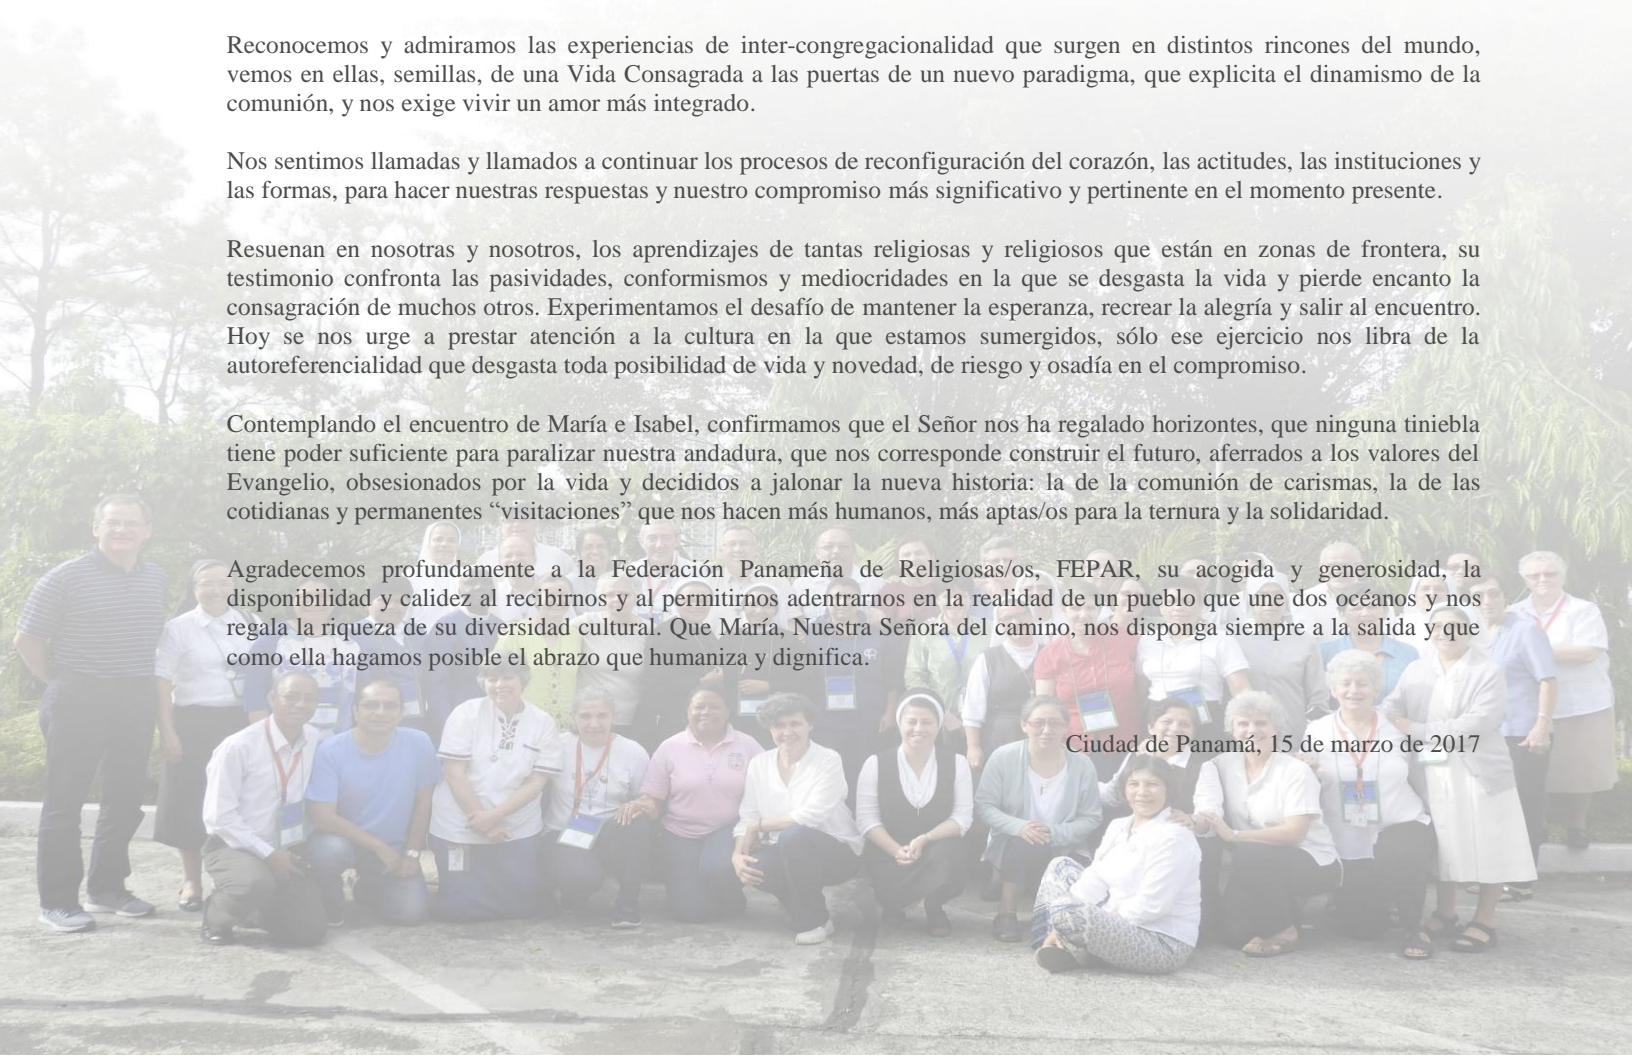 Reconocemos y admiramos las experiencias de inter-congregacionalidad que surgen en distintos rincones del mundo,
vemos en ellas, semillas, de una Vida Consagrada a las puertas de un nuevo paradigma, que explicita el dinamismo de la
comunión, y nos exige vivir un amor más integrado.
Nos sentimos llamadas y llamados a continuar los procesos de reconfiguración del corazón, las actitudes, las instituciones y
las formas, para hacer nuestras respuestas y nuestro compromiso más significativo y pertinente en el momento presente.
Resuenan en nosotras y nosotros, los aprendizajes de tantas religiosas y religiosos que están en zonas de frontera, su
testimonio confronta las pasividades, conformismos y mediocridades en la que se desgasta la vida y pierde encanto la
consagración de muchos otros. Experimentamos el desafío de mantener la esperanza, recrear la alegría y salir al encuentro.
Hoy se nos urge a prestar atención a la cultura en la que estamos sumergidos, sólo ese ejercicio nos libra de la
autoreferencialidad que desgasta toda posibilidad de vida y novedad, de riesgo y osadía en el compromiso.
Contemplando el encuentro de María e Isabel, confirmamos que el Señor nos ha regalado horizontes, que ninguna tiniebla
tiene poder suficiente para paralizar nuestra andadura, que nos corresponde construir el futuro, aferrados a los valores del
Evangelio, obsesionados por la vida y decididos a jalonar la nueva historia: la de la comunión de carismas, la de las
cotidianas y permanentes “visitaciones” que nos hacen más humanos, más aptas/os para la ternura y la solidaridad.
Agradecemos profundamente a la Federación Panameña de Religiosas/os, FEPAR, su acogida y generosidad, la
disponibilidad y calidez al recibirnos y al permitirnos adentrarnos en la realidad de un pueblo que une dos océanos y nos
regala la riqueza de su diversidad cultural. Que María, Nuestra Señora del camino, nos disponga siempre a la salida y que
como ella hagamos posible el abrazo que humaniza y dignifica.
Ciudad de Panamá, 15 de marzo de 2017